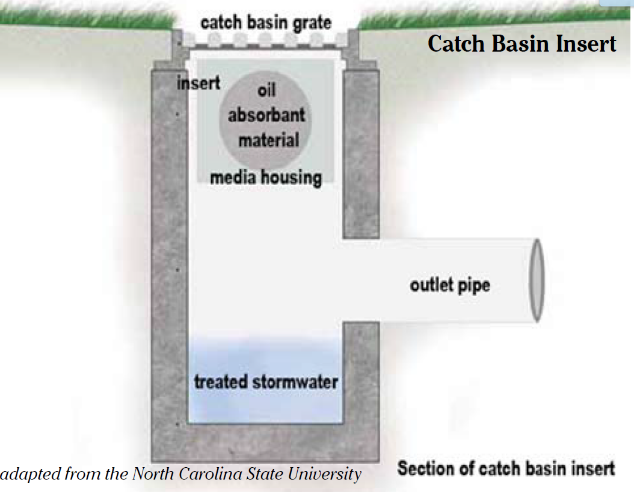 catch basin grate
Catch Basin Insert
insert
oil
absorbant
material
media housing
outlet pipe
treated stormwater
adapted from the North Carolina State University
Section of catch basin insert